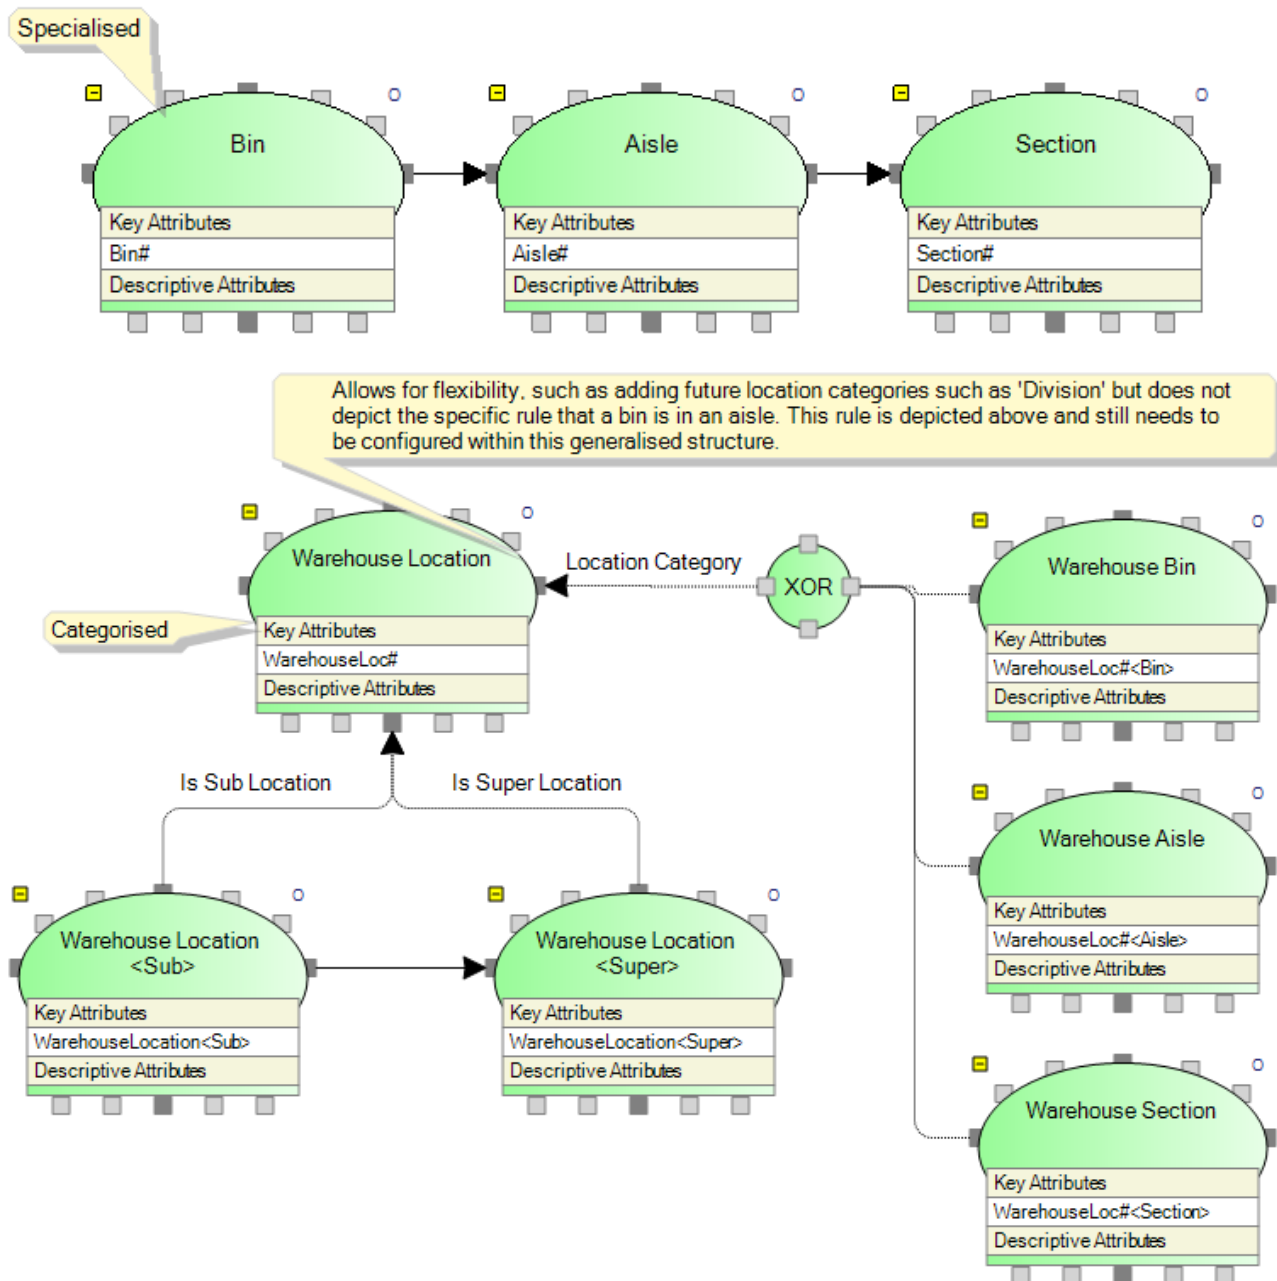 Specialised
Bin
Key Attributes
Bin#
Descriptive Attributes
Aisle
Key Attributes
Aisle#
Descriptive Attributes
Section
Key Attributes
Section#
Descriptive Attributes
Allows for flexibility, such as adding future location categories such as 'Division' but does not
depict the specific rule that a bin is in an aisle. This rule is depicted above and still needs to
be configured within this generalised structure.
Warehouse Location
Categorised
Key Attributes
WarehouseLoc#
Descriptive Attributes
Location Category
XOR
Warehouse Bin
Key Attributes
WarehouseLoc#<Bin>
Descriptive Attributes
Is Sub Location
Is Super Location
Warehouse Aisle
Key Attributes
WarehouseLoc#<Aisle>
Descriptive Attributes
Warehouse Location
<Sub>
Key Attributes
WarehouseLocation<Sub>
Descriptive Attributes
Warehouse Location
<Super>
Key Attributes
WarehouseLocation<Super>
Descriptive Attributes
Warehouse Section
Key Attributes
WarehouseLoc#<Section>
Descriptive Attributes